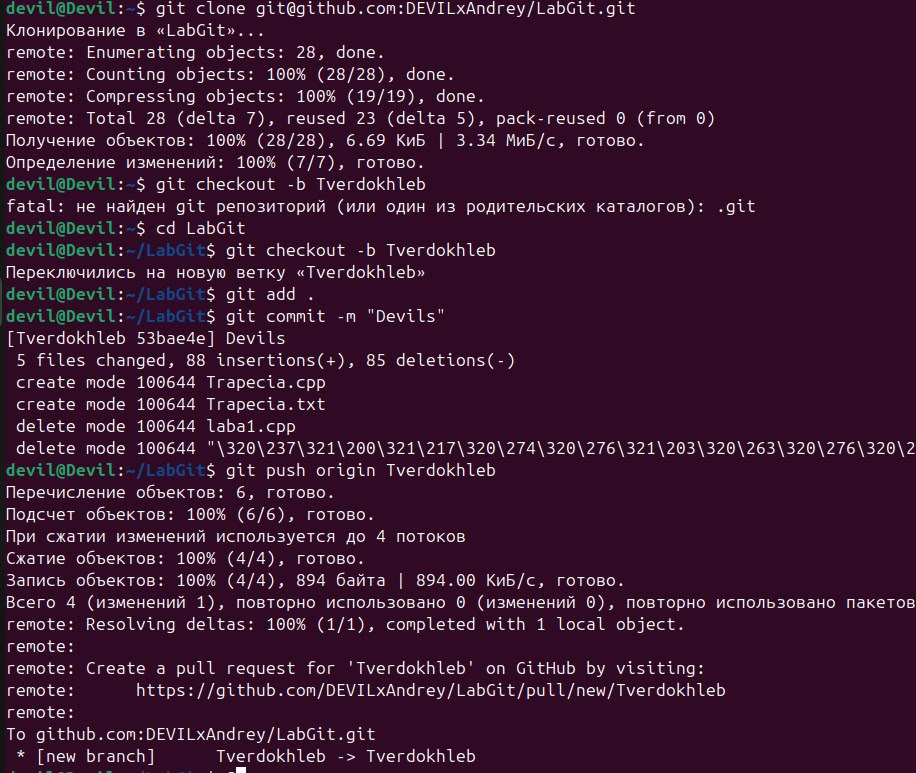 devil@Devil:~$ git clone git@github.com:DEVILxAndrey/LabGit.git
Клонирование в «LabGit»...
remote: Enumerating objects: 28, done.
remote: Counting objects: 100% (28/28), done.
remote: Compressing objects: 100% (19/19), done.
remote: Total 28 (delta 7), reused 23 (delta 5), pack-reused 0 (from 0)
Получение объектов: 100% (28/28), 6.69 КиБ | 3.34 МиБ/с, готово.
Определение изменений: 100% (7/7), готово.
devil@Devil:~$ git checkout -b Tverdokhleb
fatal: не найден git репозиторий (или один из родительских каталогов): .git
devil@Devil:~$ cd LabGit
devil@Devil:~/LabGit$ git checkout -b Tverdokhleb
Переключились на новую ветку «Tverdokhleb»
devil@Devil:~/LabGit$ git add .
devil@Devil:~/LabGit$ git commit -m "Devils"
[Tverdokhleb 53bae4e] Devils
 5 files changed, 88 insertions(+), 85 deletions(-)
 create mode 100644 Trapecia.cpp
 create mode 100644 Trapecia.txt
 delete mode 100644 laba1.cpp
 delete mode 100644 "\320\237\321\200\321\217\320\274\320\276\321\203\320\263\320\276\320\2
devil@Devil:~/LabGit$ git push origin Tverdokhleb
Перечисление объектов: 6, готово.
Подсчет объектов: 100% (6/6), готово.
При сжатии изменений используется до 4 потоков
Сжатие объектов: 100% (4/4), готово.
Запись объектов: 100% (4/4), 894 байта | 894.00 КиБ/с, готово.
Всего 4 (изменений 1), повторно использовано 0 (изменений 0), повторно использовано пакетов
remote: Resolving deltas: 100% (1/1), completed with 1 local object.
remote:
remote: Create a pull request for 'Tverdokhleb' on GitHub by visiting:
remote:      https://github.com/DEVILxAndrey/LabGit/pull/new/Tverdokhleb
remote:
To github.com:DEVILxAndrey/LabGit.git
 * [new branch]      Tverdokhleb -> Tverdokhleb